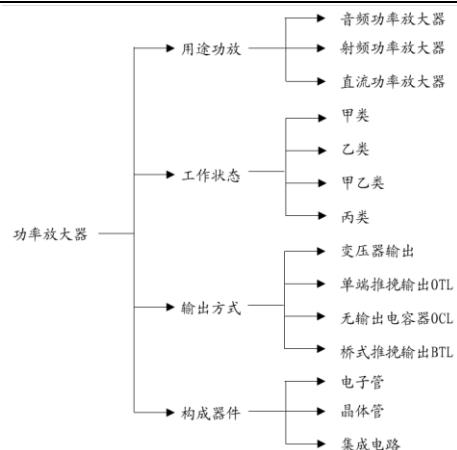 功率放大器
用途功放
音频功率放大器
射频功率放大器
直流功率放大器
工作状态
甲类
乙类
甲乙类
丙类
输出方式
变压器输出
单端推挽输出OTL
无输出电容器OCL
桥式推挽输出BTL
构成器件
电子管
晶体管
集成电路